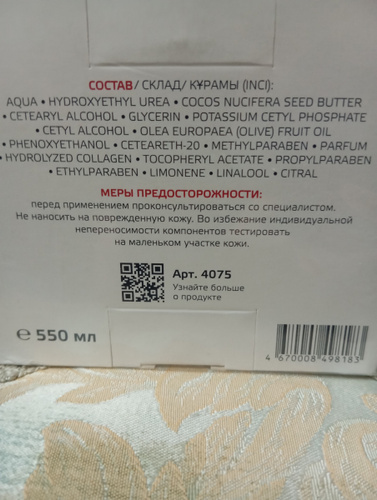 СОСТАВ/ СКЛАД/ ҚҰРАМЫ (INCI):
AQUA • HYDROXYETHYL UREA • COCOS NUCIFERA SEED BUTTER
• CETEARYL ALCOHOL • GLYCERIN • POTASSIUM CETYL PHOSPHATE
• CETYL ALCOHOL • OLEA EUROPAEA (OLIVE) FRUIT OIL
• PHENOXYETHANOL • CETEARETH-20 • METHYLPARABEN • PARFUM
• HYDROLYZED COLLAGEN • TOCOPHERYL ACETATE • PROPYLPARABEN
• ETHYLPARABEN • LIMONENE • LINALOOL • CITRAL
МЕРЫ ПРЕДОСТОРОЖНОСТИ:
перед применением проконсультироваться со специалистом.
Не наносить на поврежденную кожу. Во избежание индивидуальной
непереносимости компонентов тестировать
на маленьком участке кожи.
Арт. 4075
Узнайте больше
о продукте
℮ 550 мл
4 670008 498183